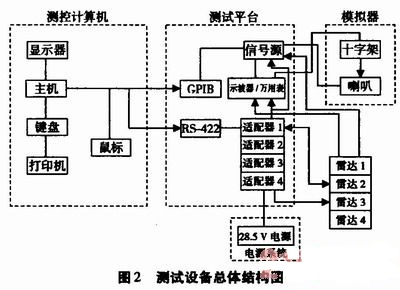 测控计算机
测试平台
模拟器
显示器
主机
键盘
打印机
鼠标
GPIB
RS-422
信号源
示波器/万用表
适配器 1
适配器 2
适配器 3
适配器 4
十字架
喇叭
雷达 1
雷达 2
雷达 3
雷达 4
28.5 V 电源
电源系统
图 2 测试设备总体结构图